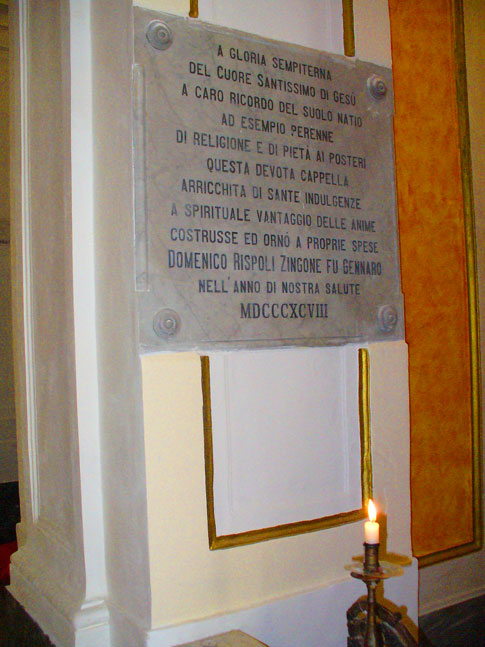 A GLORIA SEMPITERNA
DEL CUORE SANTISSIMO DI GESÙ
A CARO RICORDO DEL SUOLO NATIO
AD ESEMPIO PERENNE
DI RELIGIONE E DI PIETÀ AI POSTERI
QUESTA DEVOTA CAPPELLA
ARRICCHITA DI SANTE INDULGENZE
A SPIRITUALE VANTAGGIO DELLE ANIME
COSTRUSSE ED ORNÒ A PROPRIE SPESE
DOMENICO RISPOLI ZINGONE FU GENNARO
NELL'ANNO DI NOSTRA SALUTE
MDCCCXCVIII